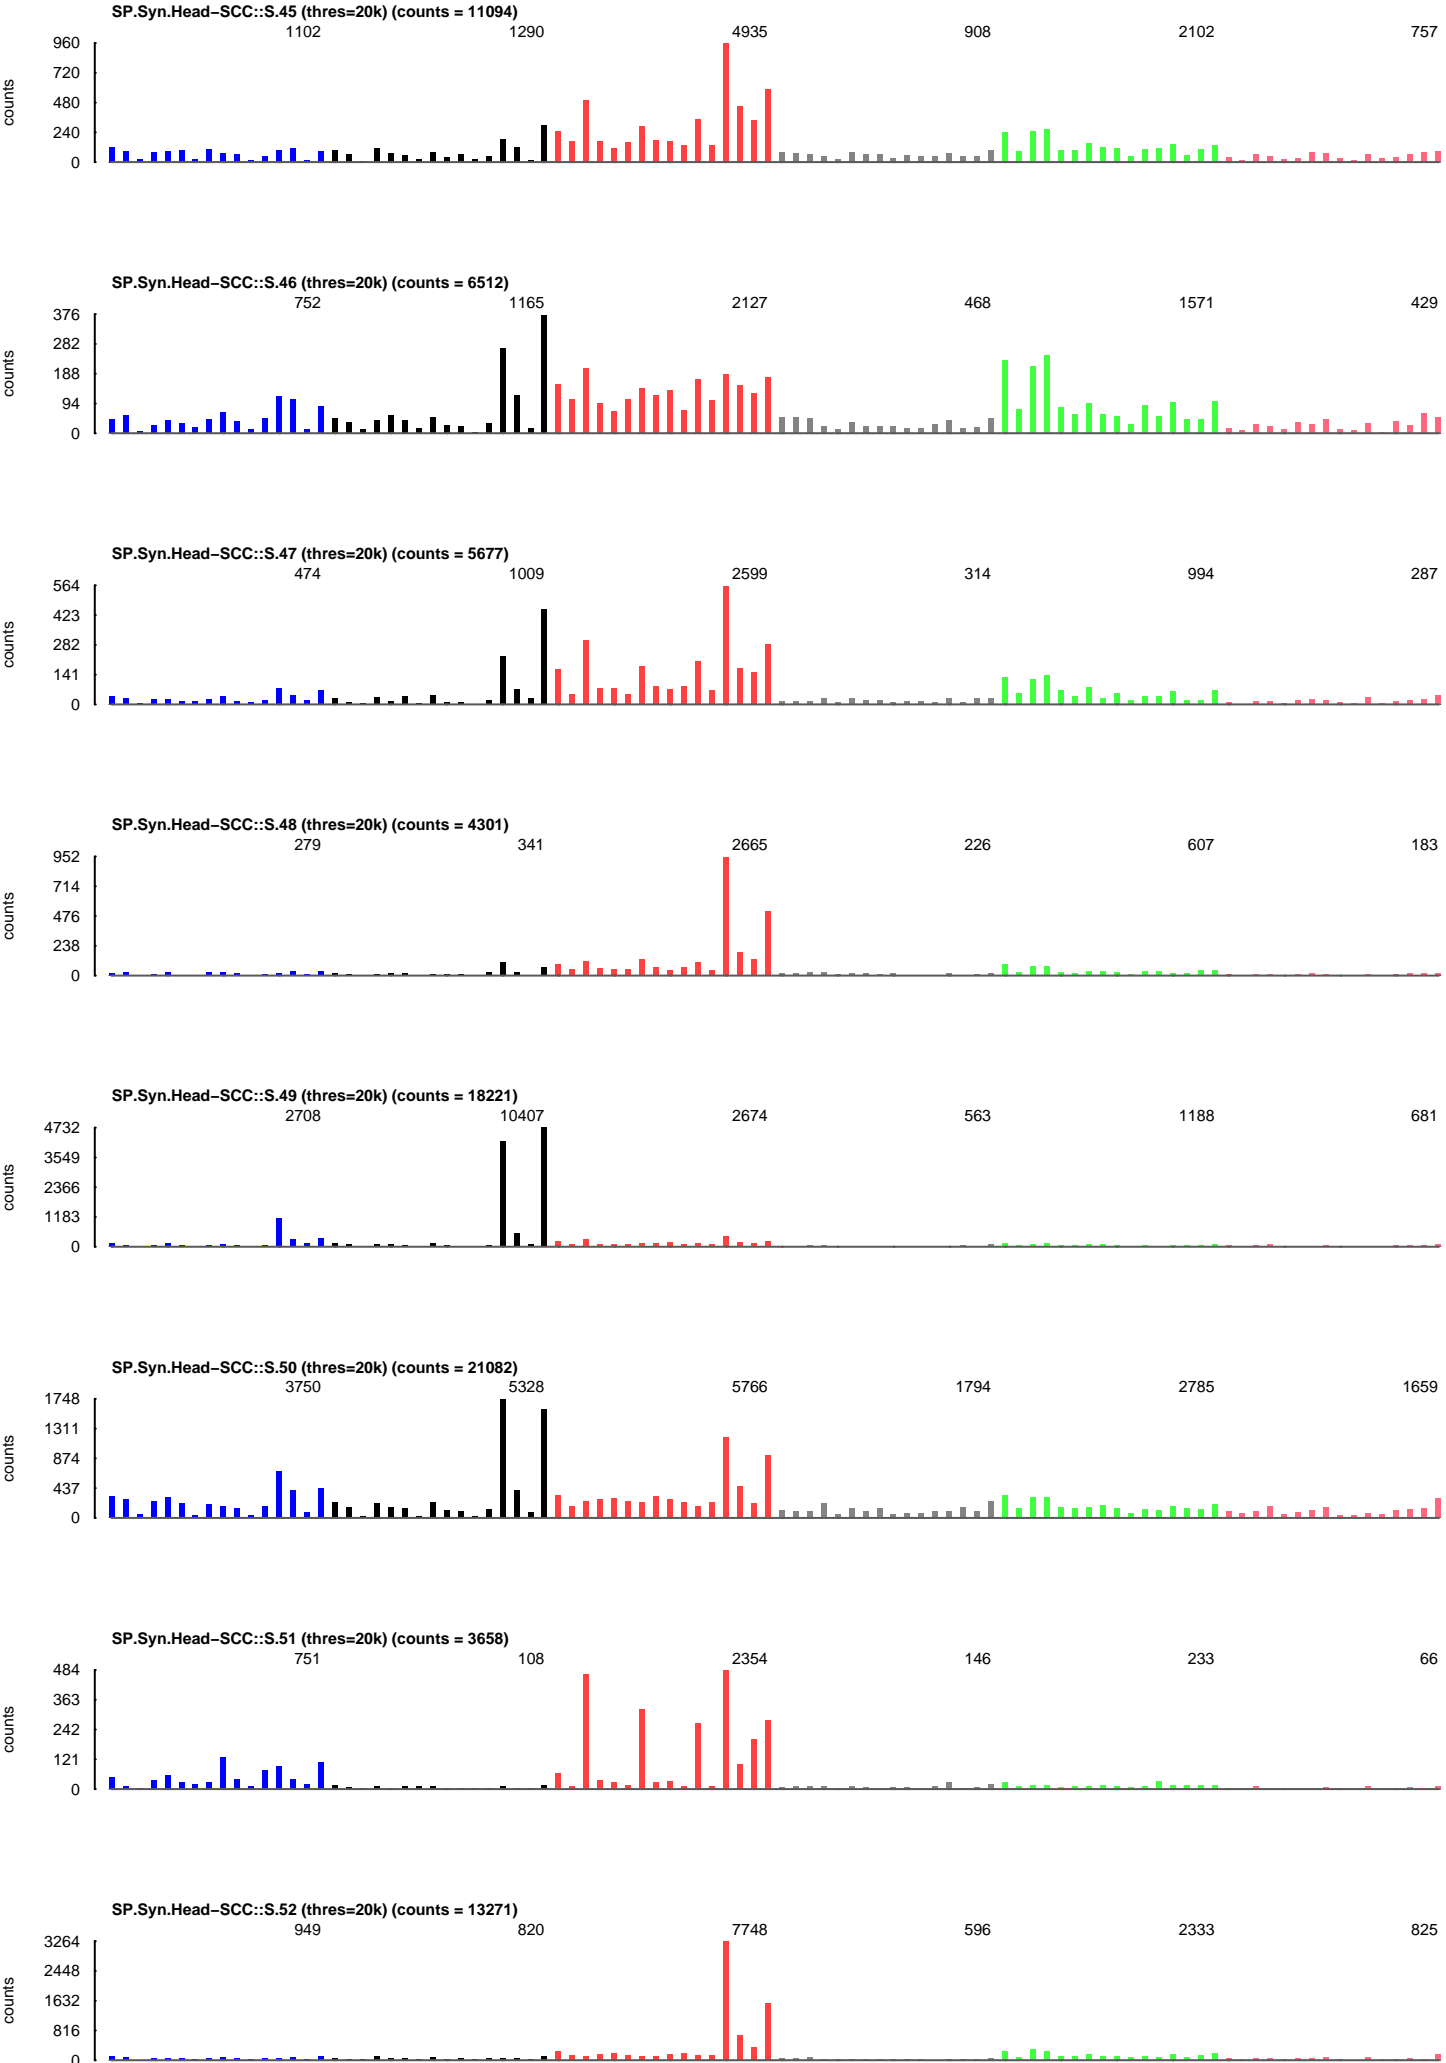 SP.Syn.Head−SCC::S.45 (thres=20k) (counts = 11094)
1102 1290 4935 908 2102 757
960
720
480
240
0
counts
SP.Syn.Head−SCC::S.46 (thres=20k) (counts = 6512)
752 1165 2127 468 1571 429
376
282
188
94
0
counts
SP.Syn.Head−SCC::S.47 (thres=20k) (counts = 5677)
474 1009 2599 314 994 287
564
423
282
141
0
counts
SP.Syn.Head−SCC::S.48 (thres=20k) (counts = 4301)
279 341 2665 226 607 183
952
714
476
238
0
counts
SP.Syn.Head−SCC::S.49 (thres=20k) (counts = 18221)
2708 10407 2674 563 1188 681
4732
3549
2366
1183
0
counts
SP.Syn.Head−SCC::S.50 (thres=20k) (counts = 21082)
3750 5328 5766 1794 2785 1659
1748
1311
874
437
0
counts
SP.Syn.Head−SCC::S.51 (thres=20k) (counts = 3658)
751 108 2354 146 233 66
484
363
242
121
0
counts
SP.Syn.Head−SCC::S.52 (thres=20k) (counts = 13271)
949 820 7748 596 2333 825
3264
2448
1632
816
0
counts